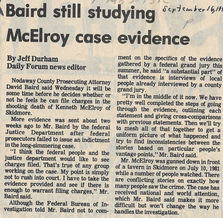 Baird still studying
McElroy case evidence
September 16, 19
By Jeff Durham
Daily Forum news editor
Nodaway County Prosecuting Attorney
David Baird said Wednesday it will be
some time before he decides whether or
not he feels he can file charges in the
shooting death of Kenneth McElroy of
Skidmore.
More evidence was sent about two
weeks ago to Mr. Baird by the federal
Justice Department after federal
prosecutors failed to issue an indictment
in the long-simmering case.
"I think the federal people and the
justice department would like to see
charges filed. That's true of any group
working on the case. My point is simply
not to rush into court. I have to take the
evidence provided and see if there is
enough to warrant filing charges," Mr.
Baird said.
Although the Federal Bureau of In-
vestigation told Mr. Baird not to com-
ment on the specifics of the evidence
gathered by a federal grand jury this
summer, he said "a substantial part" of
that evidence is interviews of local
people already interviewed by a county
grand jury.
"I'm in the middle of it now. We have
pretty well completed the steps of going
through the evidence, outlining each
statement and giving cross-comparisons
with previous statements. Then we'll try
to mesh all of that together to get a
uniform picture of what happened and
try to find inconsistencies between the
stories based on particular people's
vantage points," Mr. Baird said.
Mr. McElroy was gunned down in front
of a tavern in Skidmore July 10, 1981
while a number of people watched. There
are conflicting stories on exactly how
many people saw the crime. The case has
received national and world attention,
which Mr. Baird said makes it more
difficult but won't change the way he
handles the investigation.